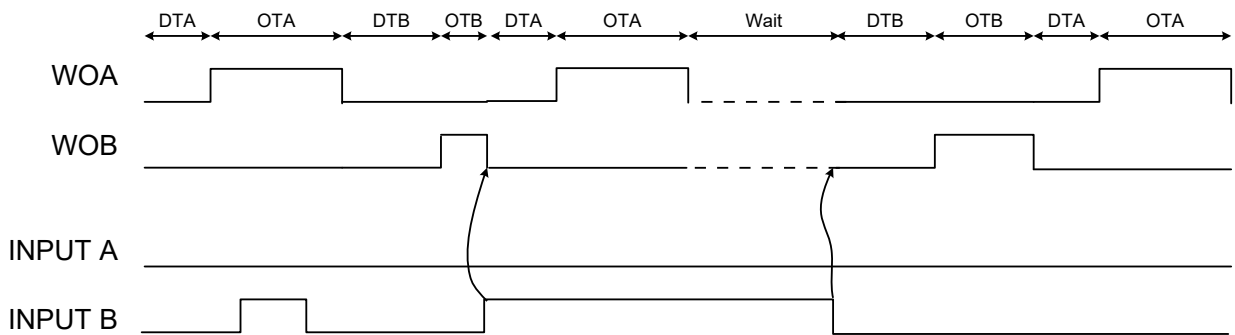 DTA OTA DTB OTB DTA OTA Wait DTB OTB DTA OTA
WOA
WOB
INPUT A
INPUT B